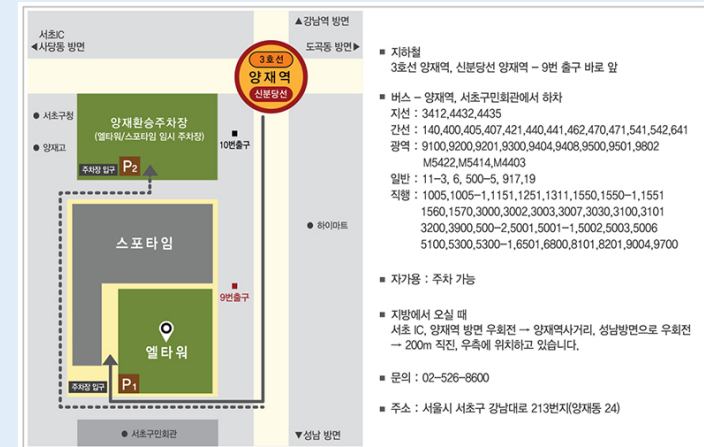 ▲강남역 방면
서초IC
◀사당동 방면
도곡동 방면▶
3호선
양재역
신분당선
● 서초구청
● 양재고
양재환승주차장
(엘타워/스포타임 임시 주차장)
주차장 입구
P2
10번출구
스포타임
● 하이마트
9번출구
엘타워
주차장 입구
P1
● 서초구민회관
▼성남 방면
■ 지하철
3호선 양재역, 신분당선 양재역 - 9번 출구 바로 앞
■ 버스 - 양재역, 서초구민회관에서 하차
지선 : 3412,4432,4435
간선 : 140,400,405,407,421,440,441,462,470,471,541,542,641
광역 : 9100,9200,9201,9300,9404,9408,9500,9501,9802
M5422,M5414,M4403
일반 : 11-3, 6, 500-5, 917,19
직행 : 1005,1005-1,1151,1251,1311,1550,1550-1,1551
1560,1570,3000,3002,3003,3007,3030,3100,3101
3200,3900,500-2,5001,5001-1,5002,5003,5006
5100,5300,5300-1,6501,6800,8101,8201,9004,9700
■ 자가용 : 주차 가능
■ 지방에서 오실 때
서초 IC, 양재역 방면 우회전 → 양재역사거리, 성남방면으로 우회전
→ 200m 직진, 우측에 위치하고 있습니다.
■ 문의 : 02-526-8600
■ 주소 : 서울시 서초구 강남대로 213번지(양재동 24)